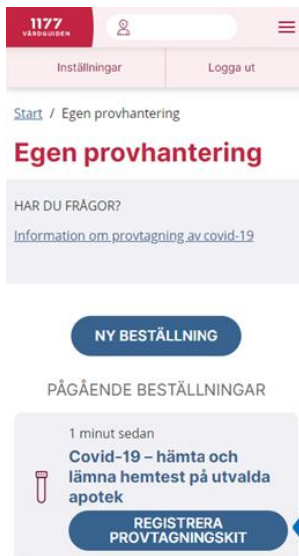 1177
VÅRDGUIDEN
Inställningar Logga ut
Start / Egen provhantering
Egen provhantering
HAR DU FRÅGOR?
Information om provtagning av covid-19
NY BESTÄLLNING
PÅGÅENDE BESTÄLLNINGAR
1 minut sedan
Covid-19 – hämta och
lämna hemtest på utvalda
apotek
REGISTRERA
PROVTAGNINGSKIT